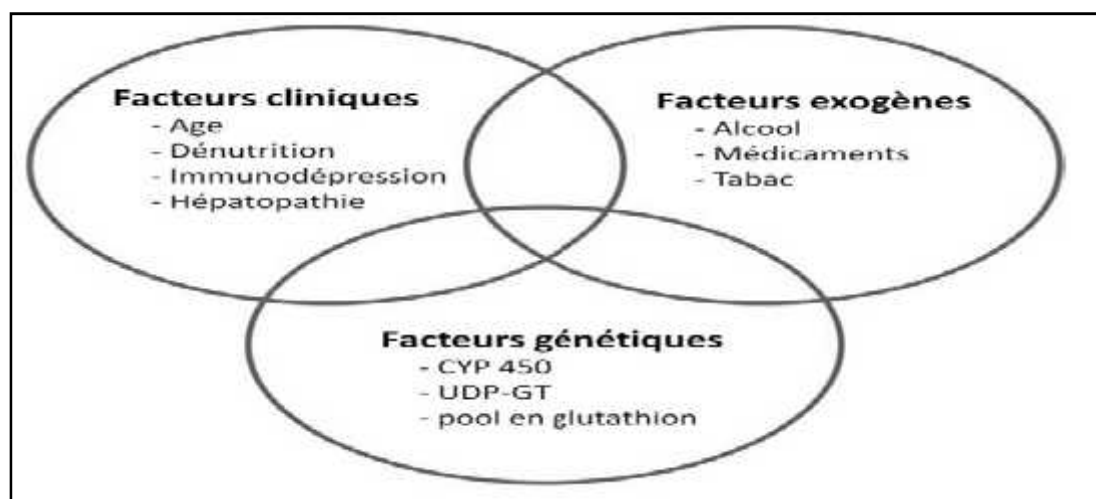 Facteurs cliniques
- Age
- Dénutrition
- Immunodépression
- Hépatopathie
Facteurs exogènes
- Alcool
- Médicaments
- Tabac
Facteurs génétiques
- CYP 450
- UDP-GT
- pool en glutathion